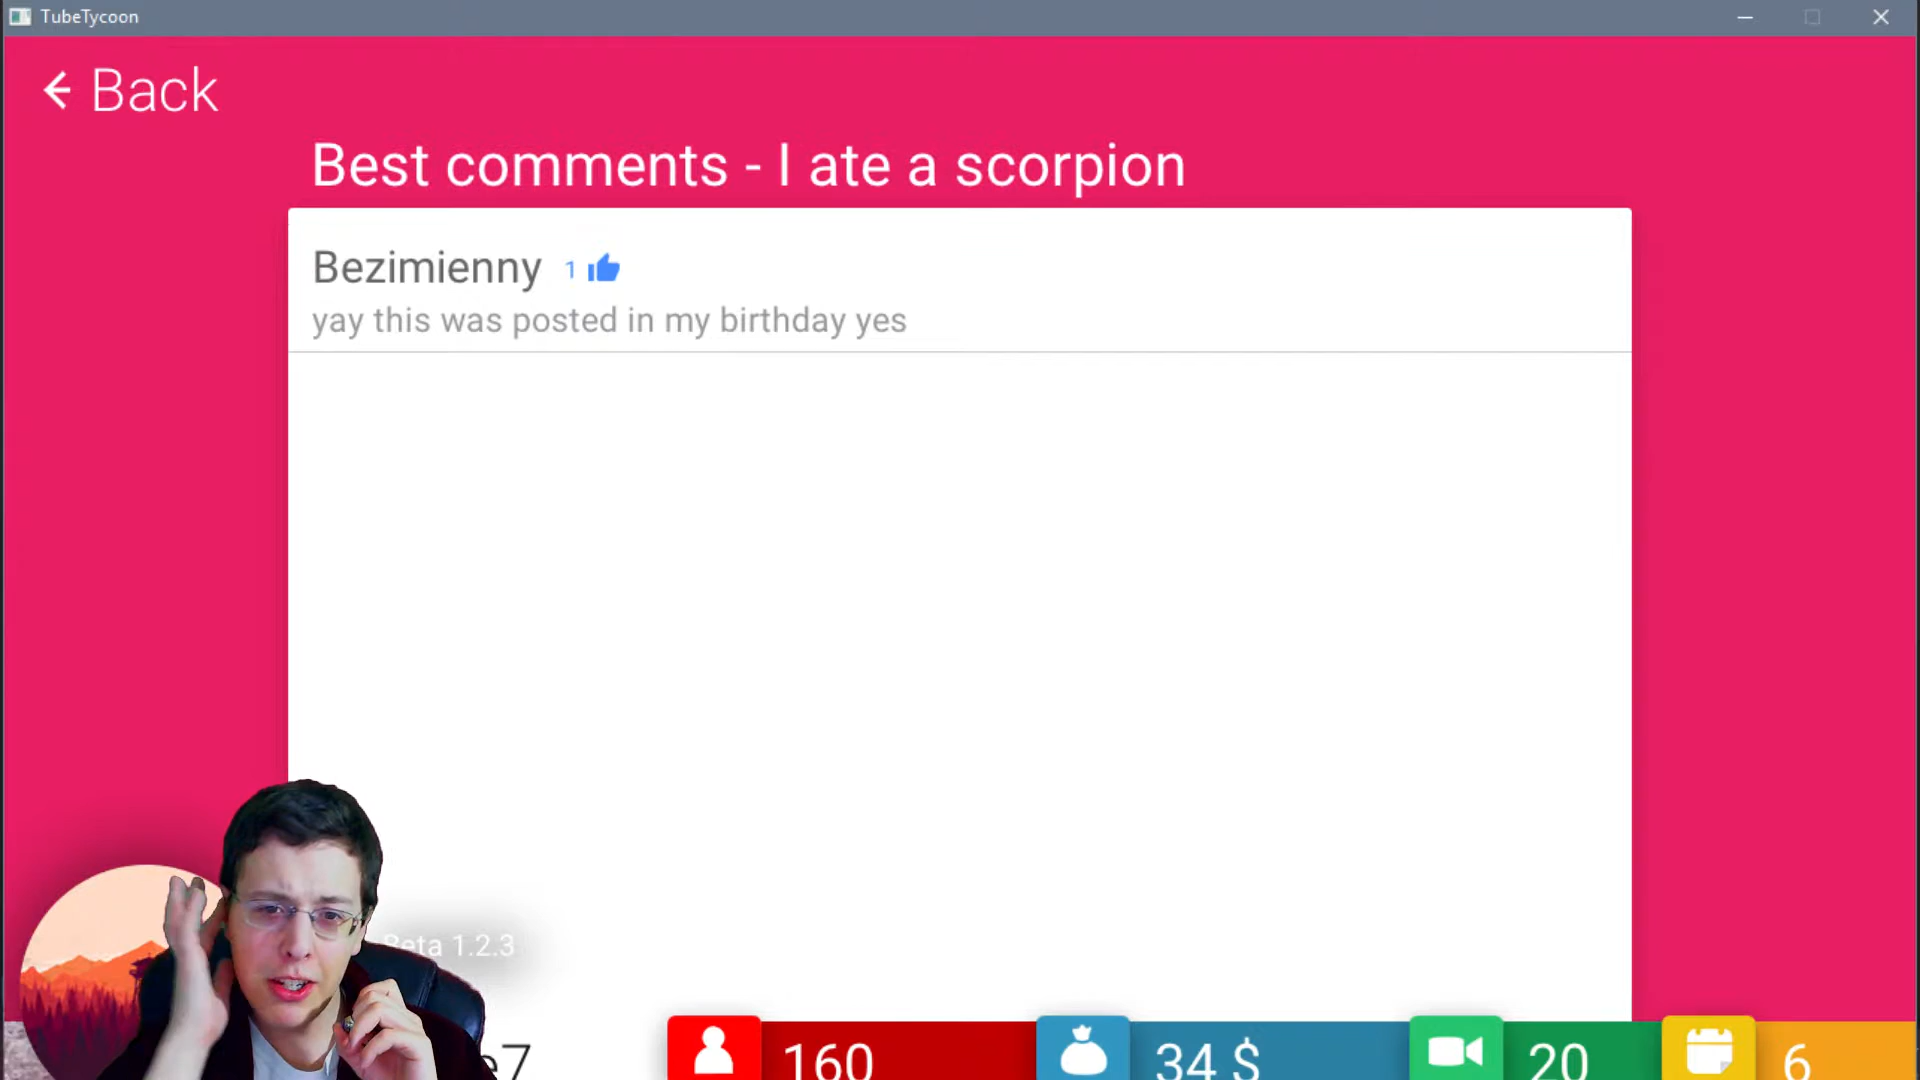 TubeTycoon
Back
Best comments - I ate a scorpion
Bezimienny 1
yay this was posted in my birthday yes
Beta 1.2.3
160
34 $
20
6